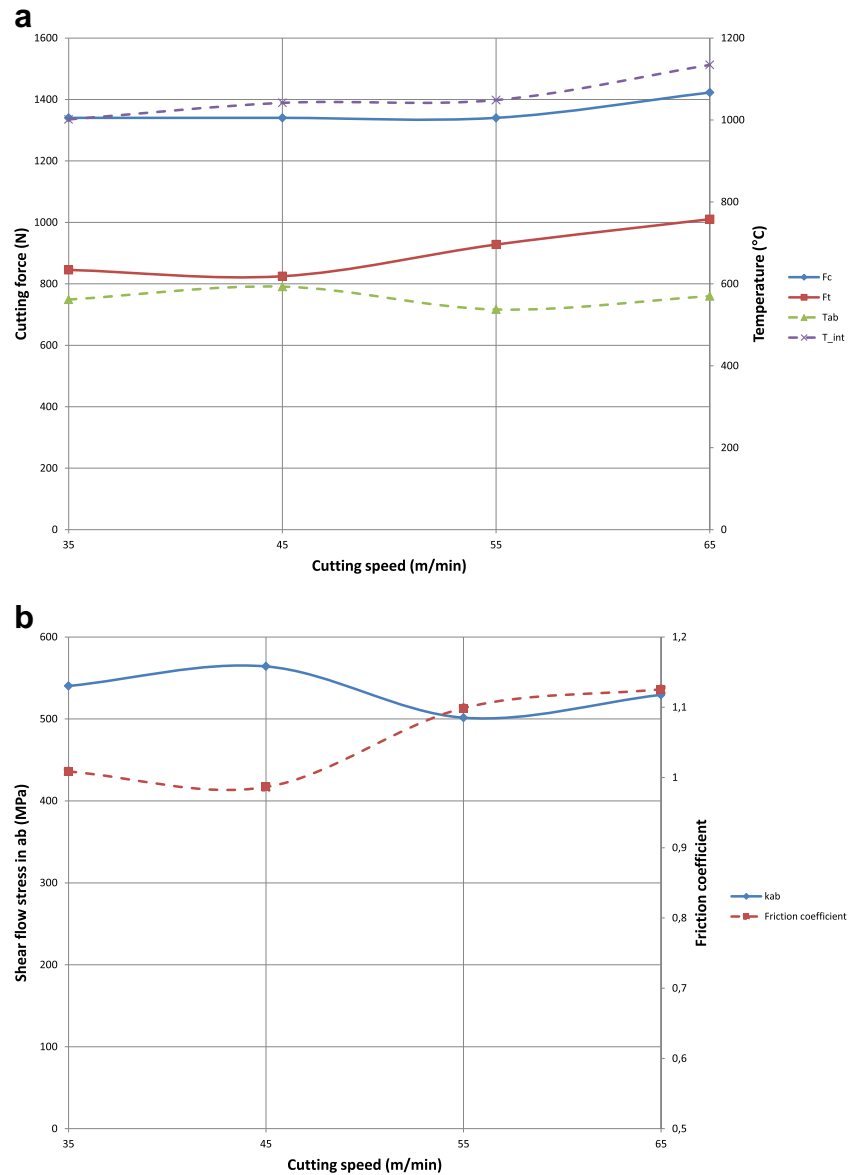 a
1600
1400
1200
1000
800
600
400
200
0
Cutting force (N)
1200
1000
800
600
400
200
0
Temperature (°C)
35
45
55
65
Cutting speed (m/min)
Fc
Ft
Tab
T_int
b
600
500
400
300
200
100
0
Shear flow stress in ab (MPa)
1,2
1,1
1
0,9
0,8
0,7
0,6
0,5
Friction coefficient
35
45
55
65
Cutting speed (m/min)
kab
Friction coefficient